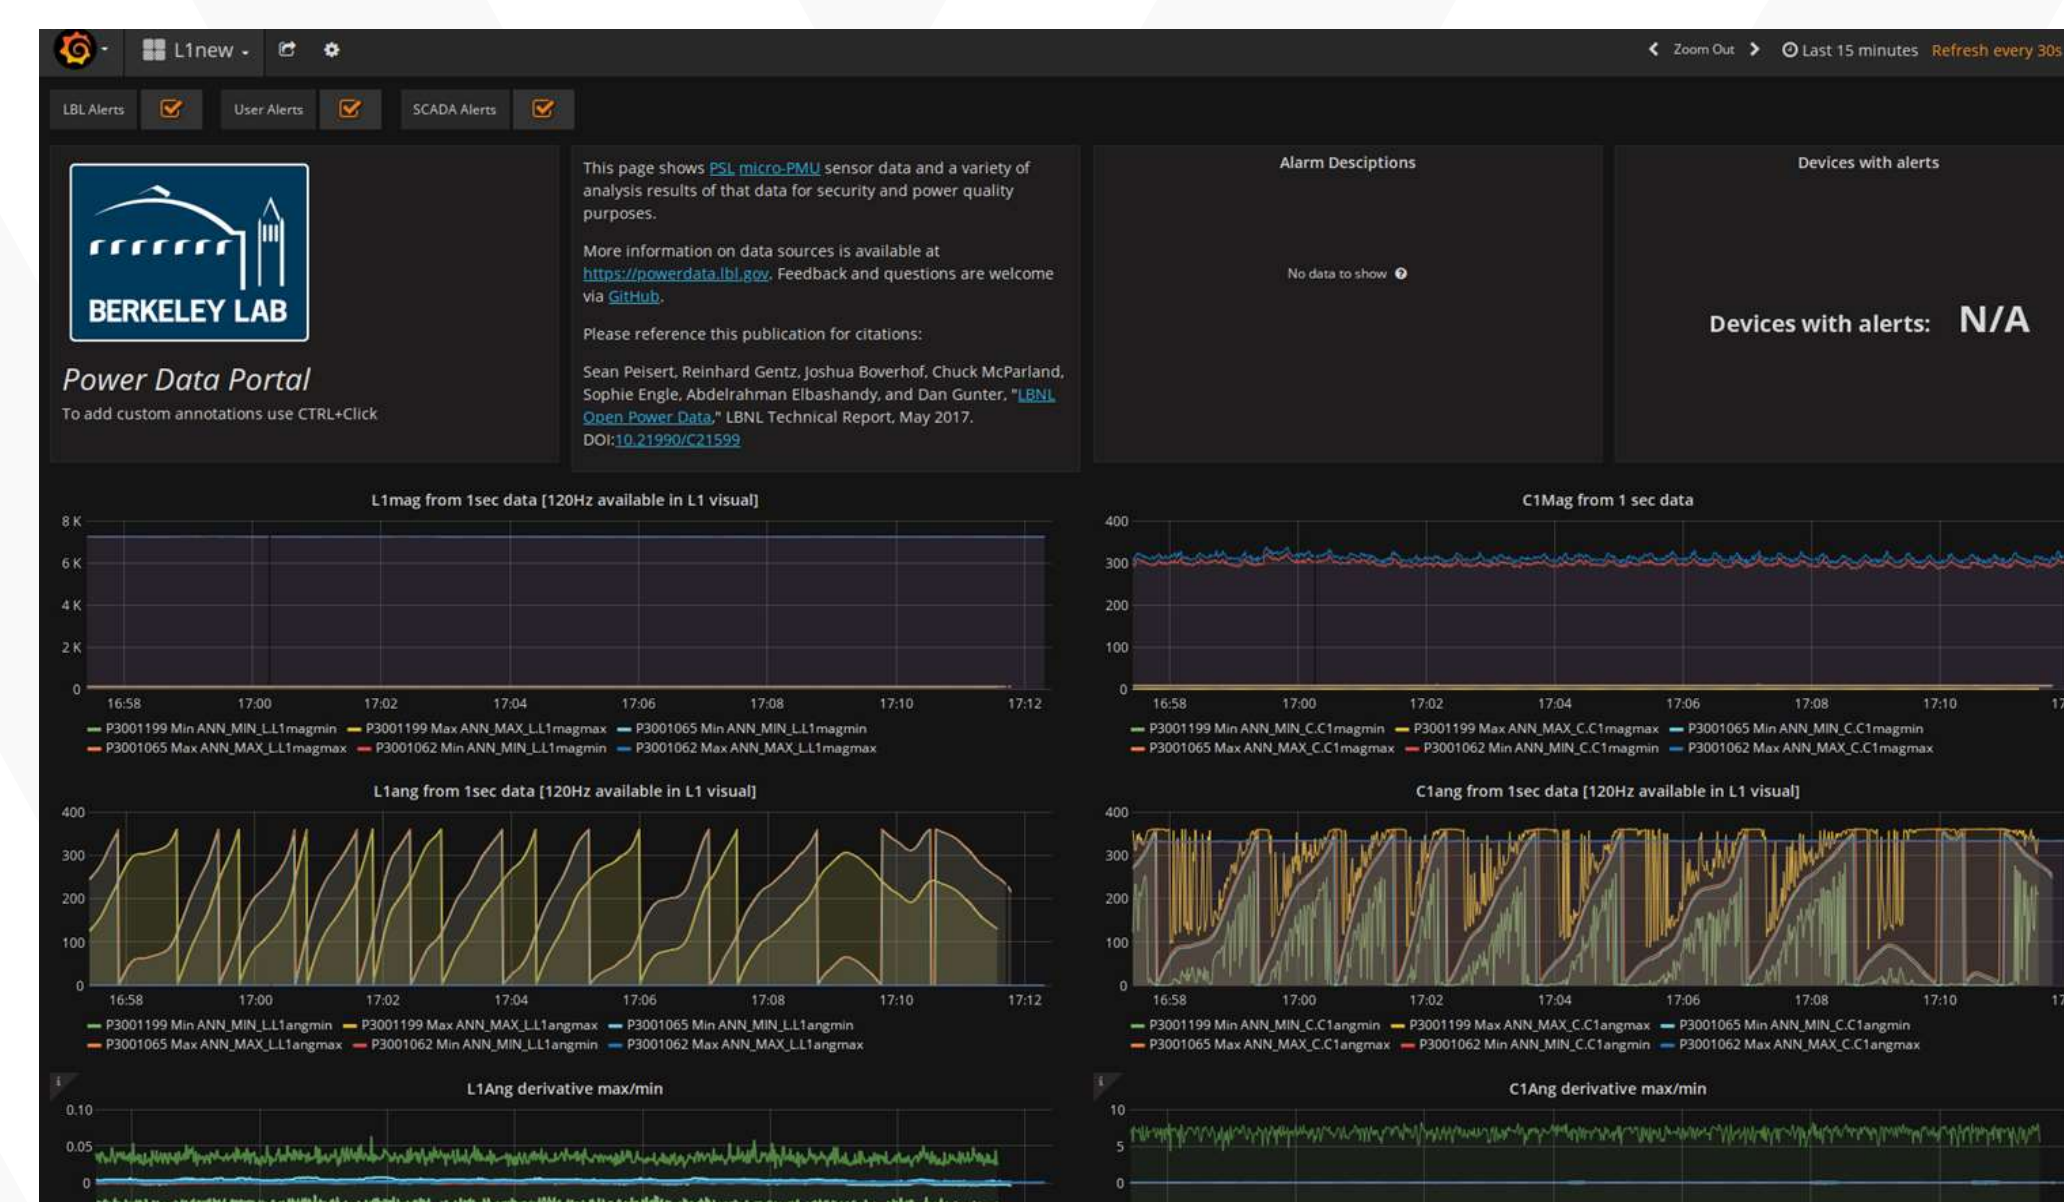 L1new
Zoom Out
Last 15 minutes Refresh every 30s
LBL Alerts
User Alerts
SCADA Alerts
BERKELEY LAB
Power Data Portal
To add custom annotations use CTRL+Click
This page shows PSL micro-PMU sensor data and a variety of
analysis results of that data for security and power quality
purposes.
More information on data sources is available at
https://powerdata.lbl.gov. Feedback and questions are welcome
via GitHub.
Please reference this publication for citations:
Sean Peisert, Reinhard Gentz, Joshua Boverhof, Chuck McParland,
Sophie Engle, Abdelrahman Elbashandy, and Dan Gunter, "LBNL
Open Power Data," LBNL Technical Report, May 2017.
DOI:10.21990/C21599
Alarm Desciptions
No data to show
Devices with alerts
Devices with alerts: N/A
L1mag from 1sec data [120Hz available in L1 visual]
8 K
6 K
4 K
2 K
0
16:58 17:00 17:02 17:04 17:06 17:08 17:10 17:12
P3001199 Min ANN_MIN_L.L1magmin P3001199 Max ANN_MAX_L.L1magmax P3001065 Min ANN_MIN_L.L1magmin
P3001065 Max ANN_MAX_L.L1magmax P3001062 Min ANN_MIN_L.L1magmin P3001062 Max ANN_MAX_L.L1magmax
C1Mag from 1 sec data
400
300
200
100
0
16:58 17:00 17:02 17:04 17:06 17:08 17:10 17
P3001199 Min ANN_MIN_C.C1magmin P3001199 Max ANN_MAX_C.C1magmax P3001065 Min ANN_MIN_C.C1magmin
P3001065 Max ANN_MAX_C.C1magmax P3001062 Min ANN_MIN_C.C1magmin P3001062 Max ANN_MAX_C.C1magmax
L1ang from 1sec data [120Hz available in L1 visual]
400
300
200
100
0
16:58 17:00 17:02 17:04 17:06 17:08 17:10 17:12
P3001199 Min ANN_MIN_L.L1angmin P3001199 Max ANN_MAX_L.L1angmax P3001065 Min ANN_MIN_L.L1angmin
P3001065 Max ANN_MAX_L.L1angmax P3001062 Min ANN_MIN_L.L1angmin P3001062 Max ANN_MAX_L.L1angmax
C1ang from 1sec data [120Hz available in L1 visual]
400
300
200
100
0
16:58 17:00 17:02 17:04 17:06 17:08 17:10 17
P3001199 Min ANN_MIN_C.C1angmin P3001199 Max ANN_MAX_C.C1angmax P3001065 Min ANN_MIN_C.C1angmin
P3001065 Max ANN_MAX_C.C1angmax P3001062 Min ANN_MIN_C.C1angmin P3001062 Max ANN_MAX_C.C1angmax
i
L1Ang derivative max/min
0.10
0.05
0
i
C1Ang derivative max/min
10
5
0